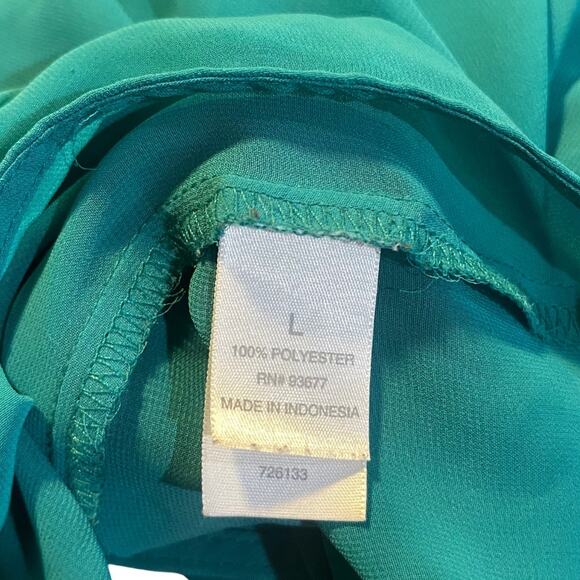 L
100% POLYESTER
RN# 93677
MADE IN INDONESIA
726133